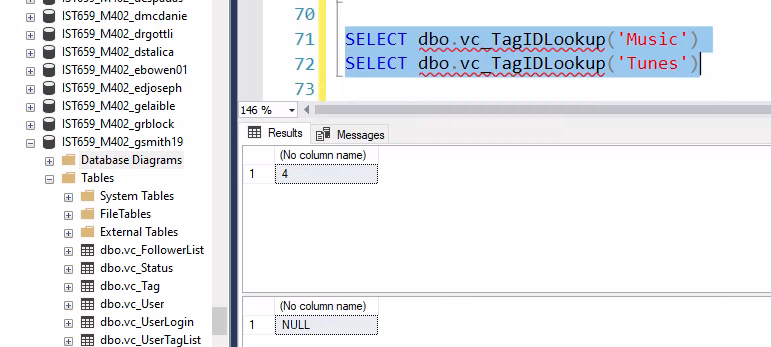 IST659_M402_dmcdanie
IST659_M402_drgottli
IST659_M402_dstalica
IST659_M402_ebowen01
IST659_M402_edjoseph
IST659_M402_gelaible
IST659_M402_grblock
IST659_M402_gsmith19
Database Diagrams
Tables
System Tables
FileTables
External Tables
dbo.vc_FollowerList
dbo.vc_Status
dbo.vc_Tag
dbo.vc_User
dbo.vc_UserLogin
dbo.vc_UserTagList
70
71 SELECT dbo.vc_TagIDLookup('Music')
72 SELECT dbo.vc_TagIDLookup('Tunes')
73
146 %
Results Messages
(No column name)
1 4
(No column name)
1 NULL